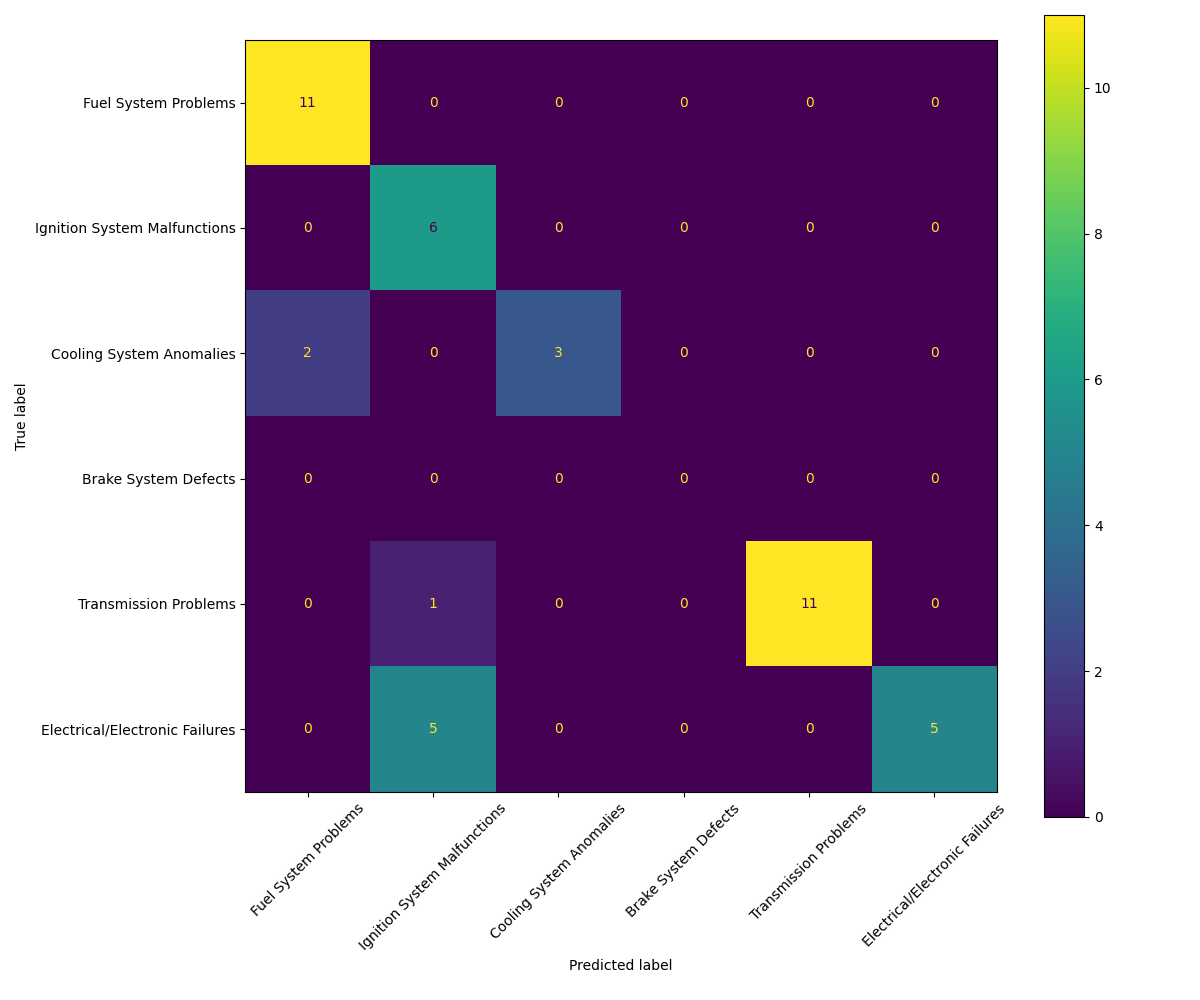 Fuel System Problems 11 0 0 0 0 0
Ignition System Malfunctions 0 6 0 0 0 0
Cooling System Anomalies 2 0 3 0 0 0
Brake System Defects 0 0 0 0 0 0
Transmission Problems 0 1 0 0 11 0
Electrical/Electronic Failures 0 5 0 0 0 5
True label
Fuel System Problems
Ignition System Malfunctions
Cooling System Anomalies
Brake System Defects
Transmission Problems
Electrical/Electronic Failures
Predicted label
10
8
6
4
2
0